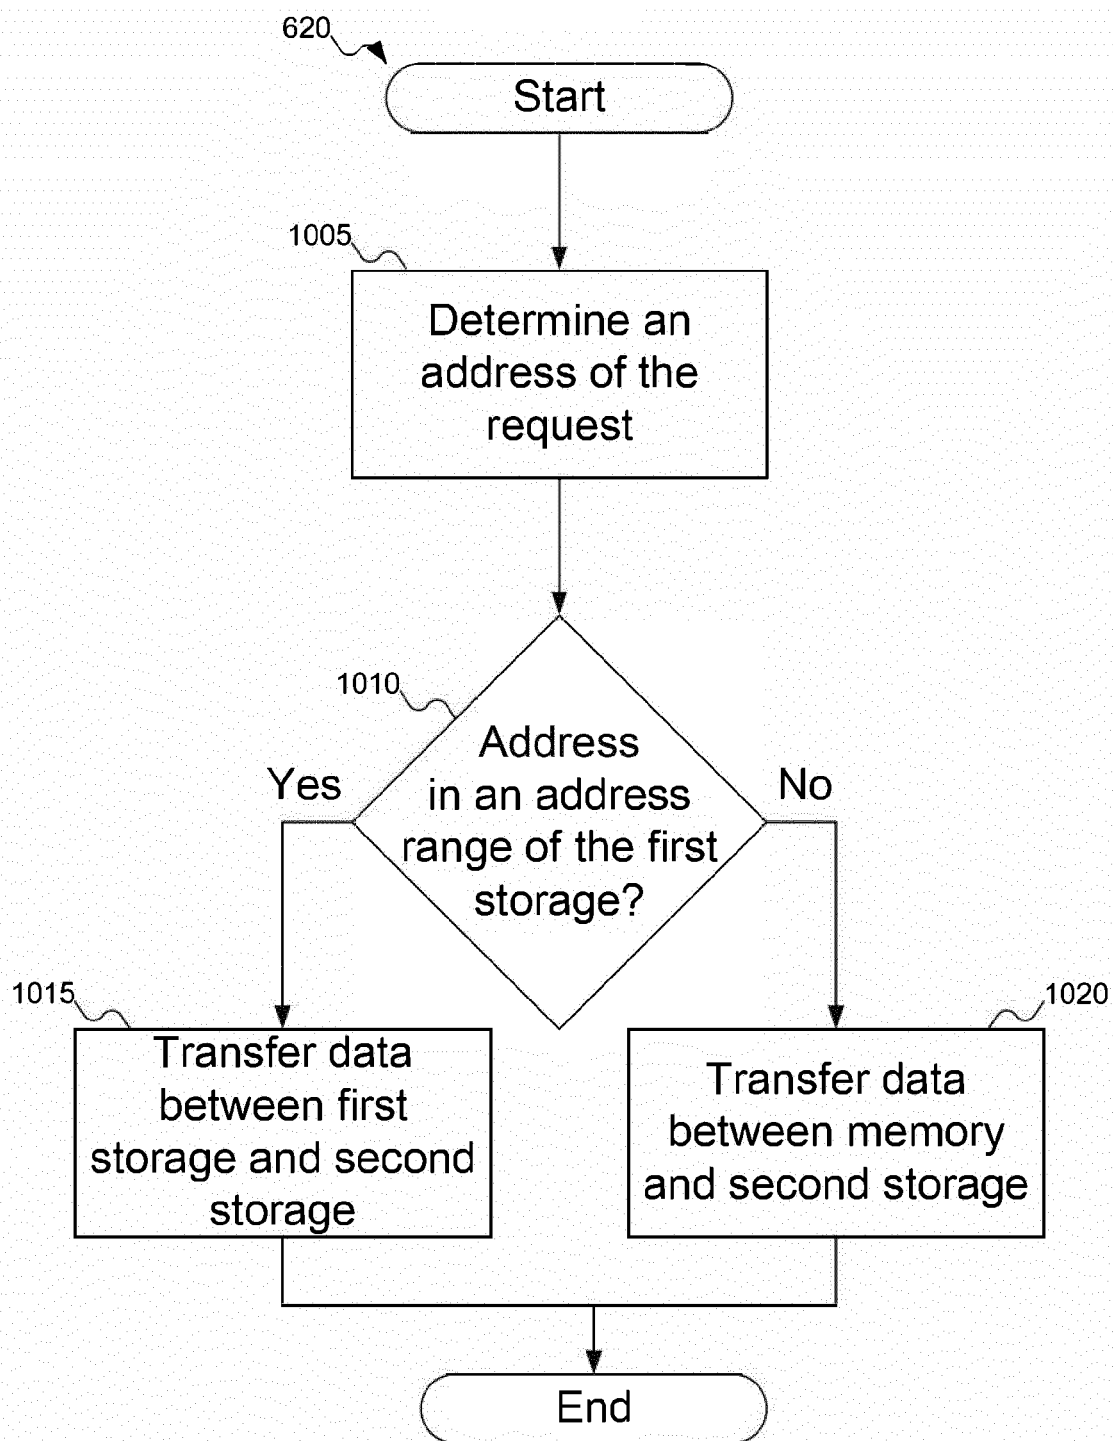 620
Start
1005
Determine an
address of the
request
1010
Address
in an address
range of the first
storage?
Yes
No
1015
Transfer data
between first
storage and second
storage
1020
Transfer data
between memory
and second storage
End